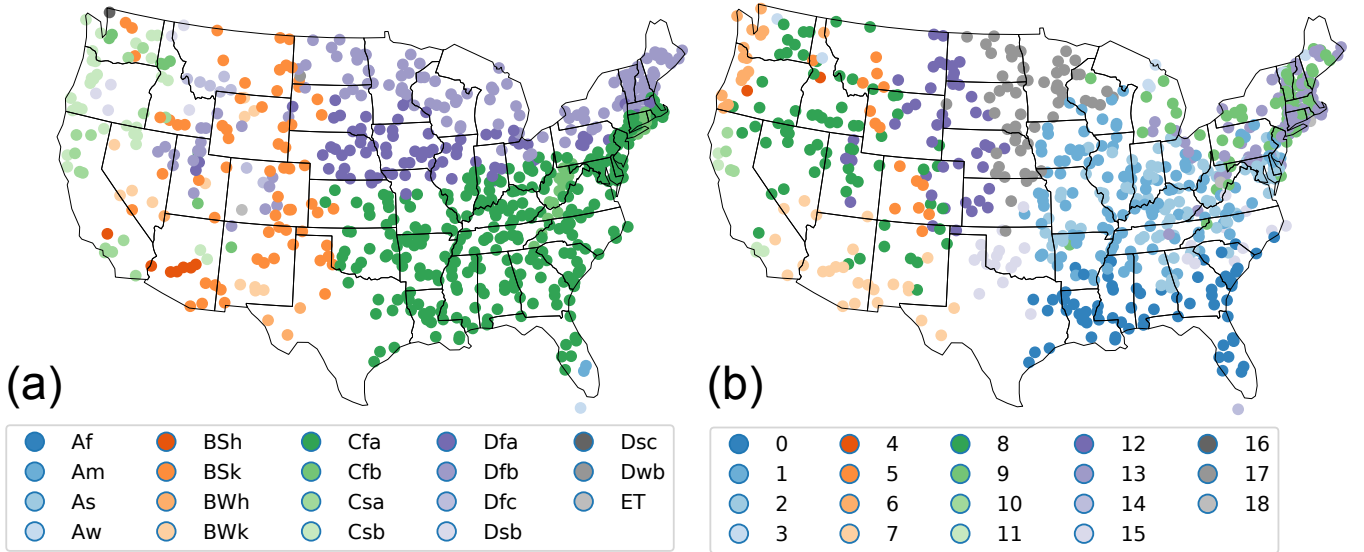 (a)
(b)
Af BSh Cfa Dfa Dsc
Am BSk Cfb Dfb Dwb
As BWh Csa Dfc ET
Aw BWk Csb Dsb
0 4 8 12 16
1 5 9 13 17
2 6 10 14 18
3 7 11 15